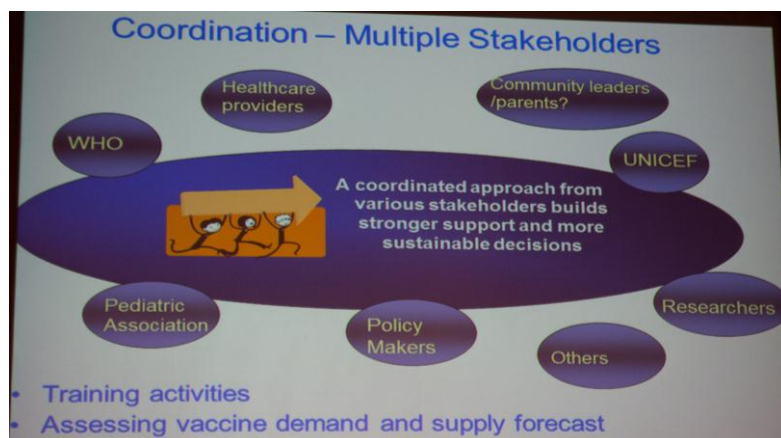 Coordination – Multiple Stakeholders
Healthcare
providers
Community leaders
/parents?
WHO
UNICEF
A coordinated approach from
various stakeholders builds
stronger support and more
sustainable decisions
Pediatric
Association
Policy
Makers
Others
Researchers
• Training activities
• Assessing vaccine demand and supply forecast